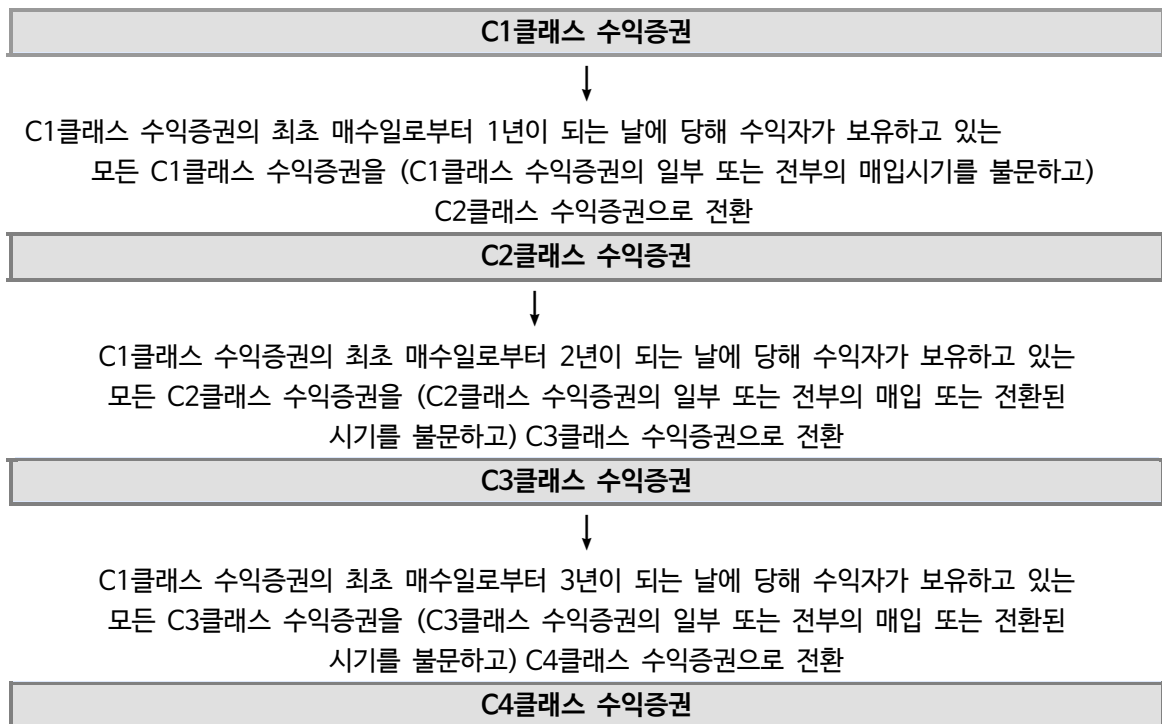 C1클래스 수익증권
C1클래스 수익증권의 최초 매수일로부터 1년이 되는 날에 당해 수익자가 보유하고 있는
모든 C1클래스 수익증권을 (C1클래스 수익증권의 일부 또는 전부의 매입시기를 불문하고)
C2클래스 수익증권으로 전환
C2클래스 수익증권
C1클래스 수익증권의 최초 매수일로부터 2년이 되는 날에 당해 수익자가 보유하고 있는
모든 C2클래스 수익증권을 (C2클래스 수익증권의 일부 또는 전부의 매입 또는 전환된
시기를 불문하고) C3클래스 수익증권으로 전환
C3클래스 수익증권
C1클래스 수익증권의 최초 매수일로부터 3년이 되는 날에 당해 수익자가 보유하고 있는
모든 C3클래스 수익증권을 (C3클래스 수익증권의 일부 또는 전부의 매입 또는 전환된
시기를 불문하고) C4클래스 수익증권으로 전환
C4클래스 수익증권